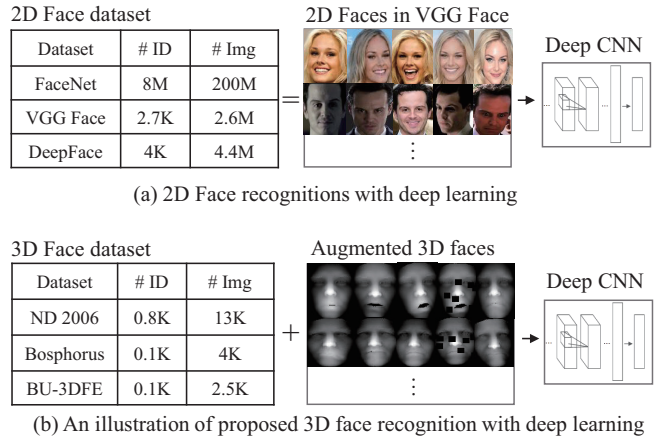 2D Face dataset
2D Faces in VGG Face
Deep CNN
Dataset # ID # Img
FaceNet 8M 200M
VGG Face 2.7K 2.6M
DeepFace 4K 4.4M
=
(a) 2D Face recognitions with deep learning
3D Face dataset
Augmented 3D faces
Deep CNN
Dataset # ID # Img
ND 2006 0.8K 13K
Bosphorus 0.1K 4K
BU-3DFE 0.1K 2.5K
+
(b) An illustration of proposed 3D face recognition with deep learning